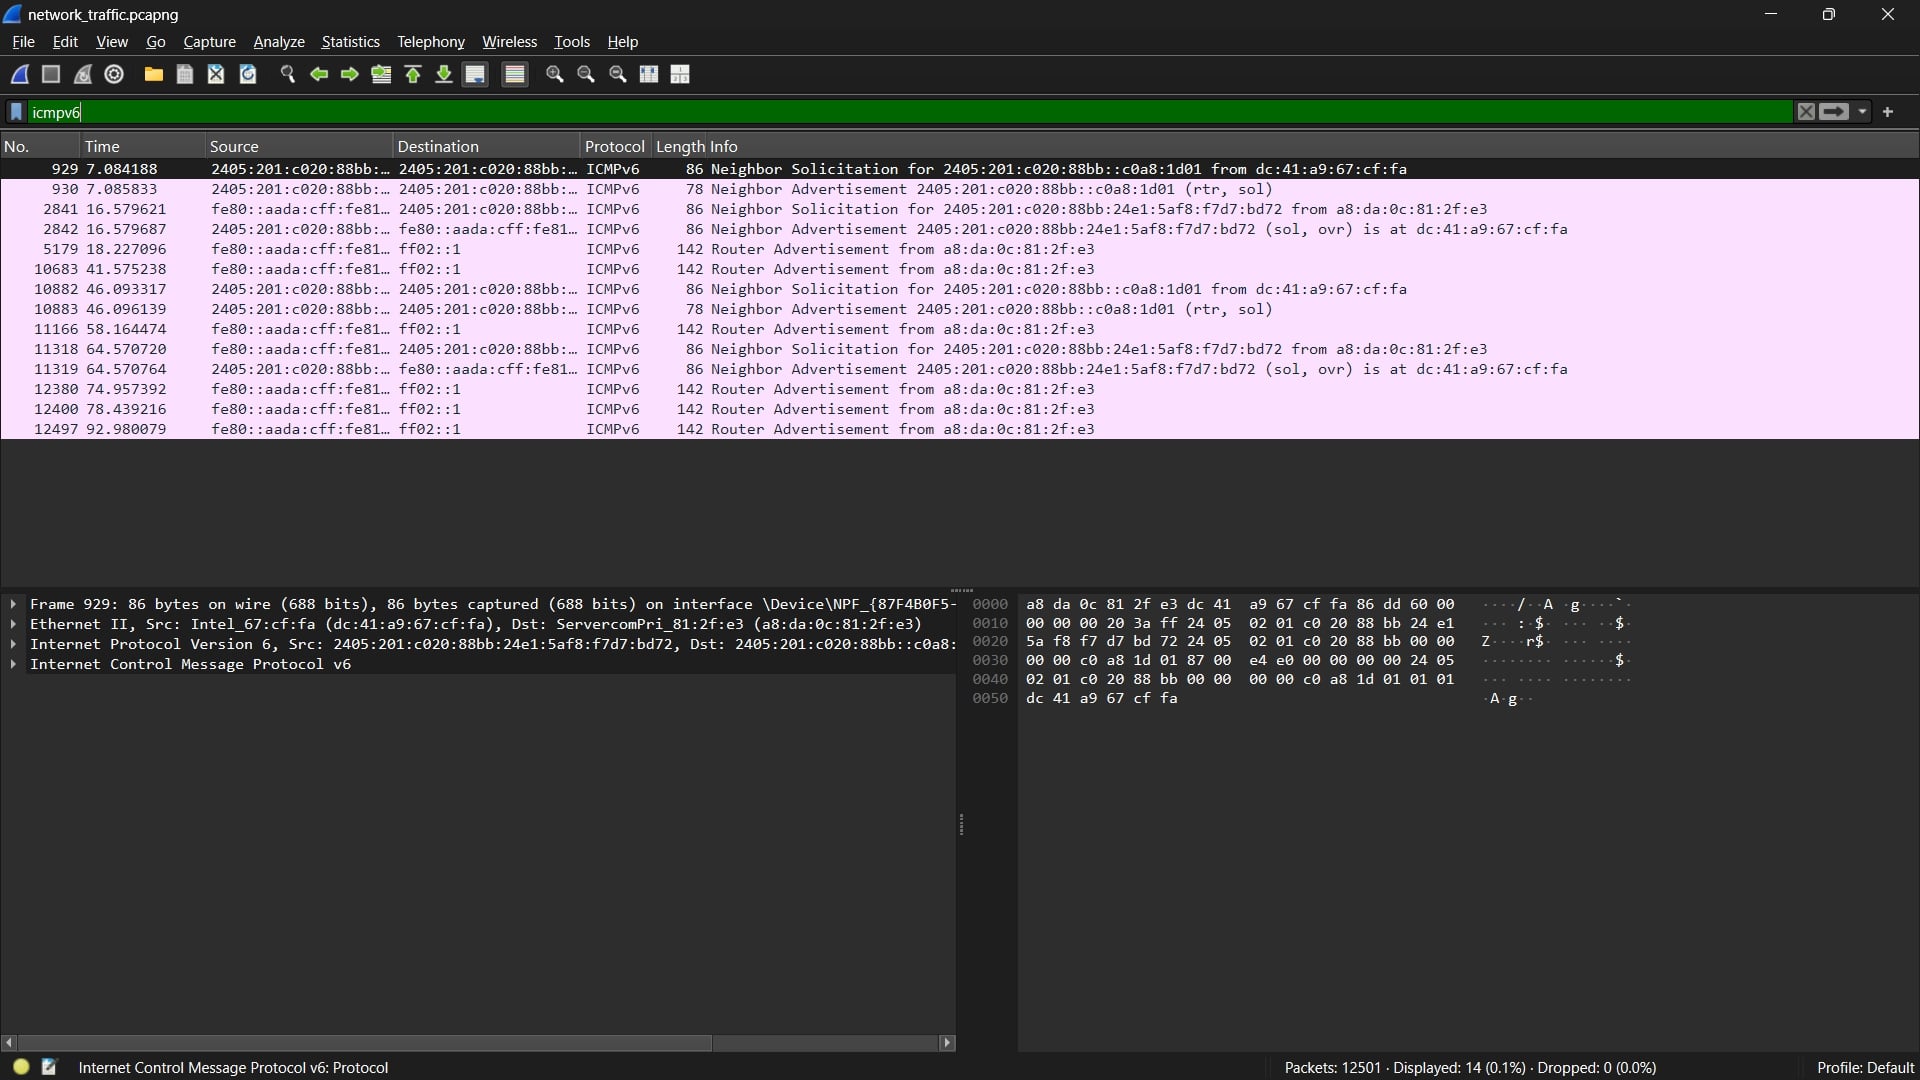 network_traffic.pcapng
File Edit View Go Capture Analyze Statistics Telephony Wireless Tools Help
icmpv6
No. Time Source Destination Protocol Length Info
929 7.084188 2405:201:c020:88bb:… 2405:201:c020:88bb:… ICMPv6 86 Neighbor Solicitation for 2405:201:c020:88bb::c0a8:1d01 from dc:41:a9:67:cf:fa
930 7.085833 2405:201:c020:88bb:… 2405:201:c020:88bb:… ICMPv6 78 Neighbor Advertisement 2405:201:c020:88bb::c0a8:1d01 (rtr, sol)
2841 16.579621 fe80::aada:cff:fe81… 2405:201:c020:88bb:… ICMPv6 86 Neighbor Solicitation for 2405:201:c020:88bb:24e1:5af8:f7d7:bd72 from a8:da:0c:81:2f:e3
2842 16.579687 2405:201:c020:88bb:… fe80::aada:cff:fe81… ICMPv6 86 Neighbor Advertisement 2405:201:c020:88bb:24e1:5af8:f7d7:bd72 (sol, ovr) is at dc:41:a9:67:cf:fa
5179 18.227096 fe80::aada:cff:fe81… ff02::1 ICMPv6 142 Router Advertisement from a8:da:0c:81:2f:e3
10683 41.575238 fe80::aada:cff:fe81… ff02::1 ICMPv6 142 Router Advertisement from a8:da:0c:81:2f:e3
10882 46.093317 2405:201:c020:88bb:… 2405:201:c020:88bb:… ICMPv6 86 Neighbor Solicitation for 2405:201:c020:88bb::c0a8:1d01 from dc:41:a9:67:cf:fa
10883 46.096139 2405:201:c020:88bb:… 2405:201:c020:88bb:… ICMPv6 78 Neighbor Advertisement 2405:201:c020:88bb::c0a8:1d01 (rtr, sol)
11166 58.164474 fe80::aada:cff:fe81… ff02::1 ICMPv6 142 Router Advertisement from a8:da:0c:81:2f:e3
11318 64.570720 fe80::aada:cff:fe81… 2405:201:c020:88bb:… ICMPv6 86 Neighbor Solicitation for 2405:201:c020:88bb:24e1:5af8:f7d7:bd72 from a8:da:0c:81:2f:e3
11319 64.570764 2405:201:c020:88bb:… fe80::aada:cff:fe81… ICMPv6 86 Neighbor Advertisement 2405:201:c020:88bb:24e1:5af8:f7d7:bd72 (sol, ovr) is at dc:41:a9:67:cf:fa
12380 74.957392 fe80::aada:cff:fe81… ff02::1 ICMPv6 142 Router Advertisement from a8:da:0c:81:2f:e3
12400 78.439216 fe80::aada:cff:fe81… ff02::1 ICMPv6 142 Router Advertisement from a8:da:0c:81:2f:e3
12497 92.980079 fe80::aada:cff:fe81… ff02::1 ICMPv6 142 Router Advertisement from a8:da:0c:81:2f:e3
Frame 929: 86 bytes on wire (688 bits), 86 bytes captured (688 bits) on interface \Device\NPF_{87F4B0F5-
Ethernet II, Src: Intel_67:cf:fa (dc:41:a9:67:cf:fa), Dst: ServercomPri_81:2f:e3 (a8:da:0c:81:2f:e3)
Internet Protocol Version 6, Src: 2405:201:c020:88bb:24e1:5af8:f7d7:bd72, Dst: 2405:201:c020:88bb::c0a8:
Internet Control Message Protocol v6
0000 a8 da 0c 81 2f e3 dc 41 a9 67 cf fa 86 dd 60 00 ····/··A ·g····`·
0010 00 00 00 20 3a ff 24 05 02 01 c0 20 88 bb 24 e1 ··· :·$· ··· ··$·
0020 5a f8 f7 d7 bd 72 24 05 02 01 c0 20 88 bb 00 00 Z····r$· ··· ····
0030 00 00 c0 a8 1d 01 87 00 e4 e0 00 00 00 00 24 05 ········ ······$·
0040 02 01 c0 20 88 bb 00 00 00 00 c0 a8 1d 01 01 01 ··· ···· ········
0050 dc 41 a9 67 cf fa ·A·g··
Internet Control Message Protocol v6: Protocol
Packets: 12501 · Displayed: 14 (0.1%) · Dropped: 0 (0.0%)
Profile: Default